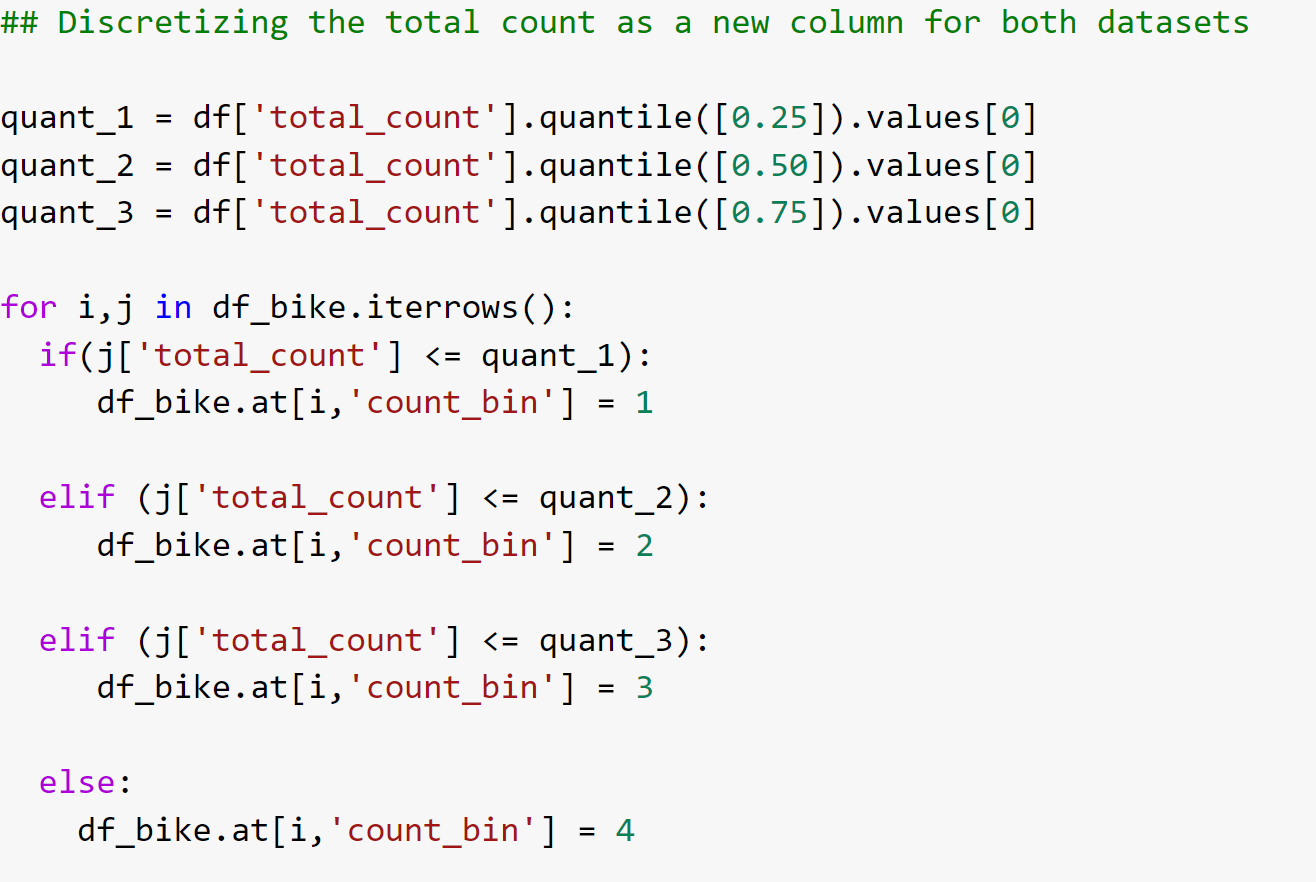 ## Discretizing the total count as a new column for both datasets
quant_1 = df['total_count'].quantile([0.25]).values[0]
quant_2 = df['total_count'].quantile([0.50]).values[0]
quant_3 = df['total_count'].quantile([0.75]).values[0]
for i,j in df_bike.iterrows():
  if(j['total_count'] <= quant_1):
     df_bike.at[i,'count_bin'] = 1
  elif (j['total_count'] <= quant_2):
     df_bike.at[i,'count_bin'] = 2
  elif (j['total_count'] <= quant_3):
     df_bike.at[i,'count_bin'] = 3
  else:
    df_bike.at[i,'count_bin'] = 4